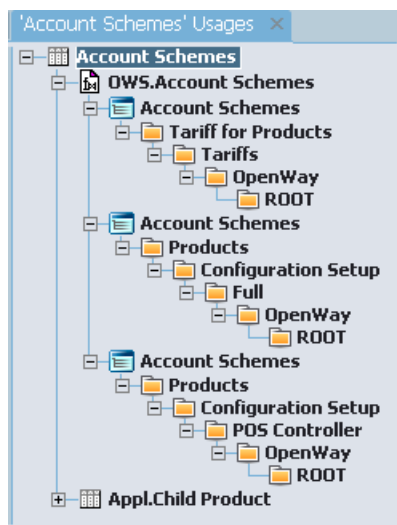 'Account Schemes' Usages
Account Schemes
OWS.Account Schemes
Account Schemes
Tariff for Products
Tariffs
OpenWay
ROOT
Account Schemes
Products
Configuration Setup
Full
OpenWay
ROOT
Account Schemes
Products
Configuration Setup
POS Controller
OpenWay
ROOT
Appl.Child Product